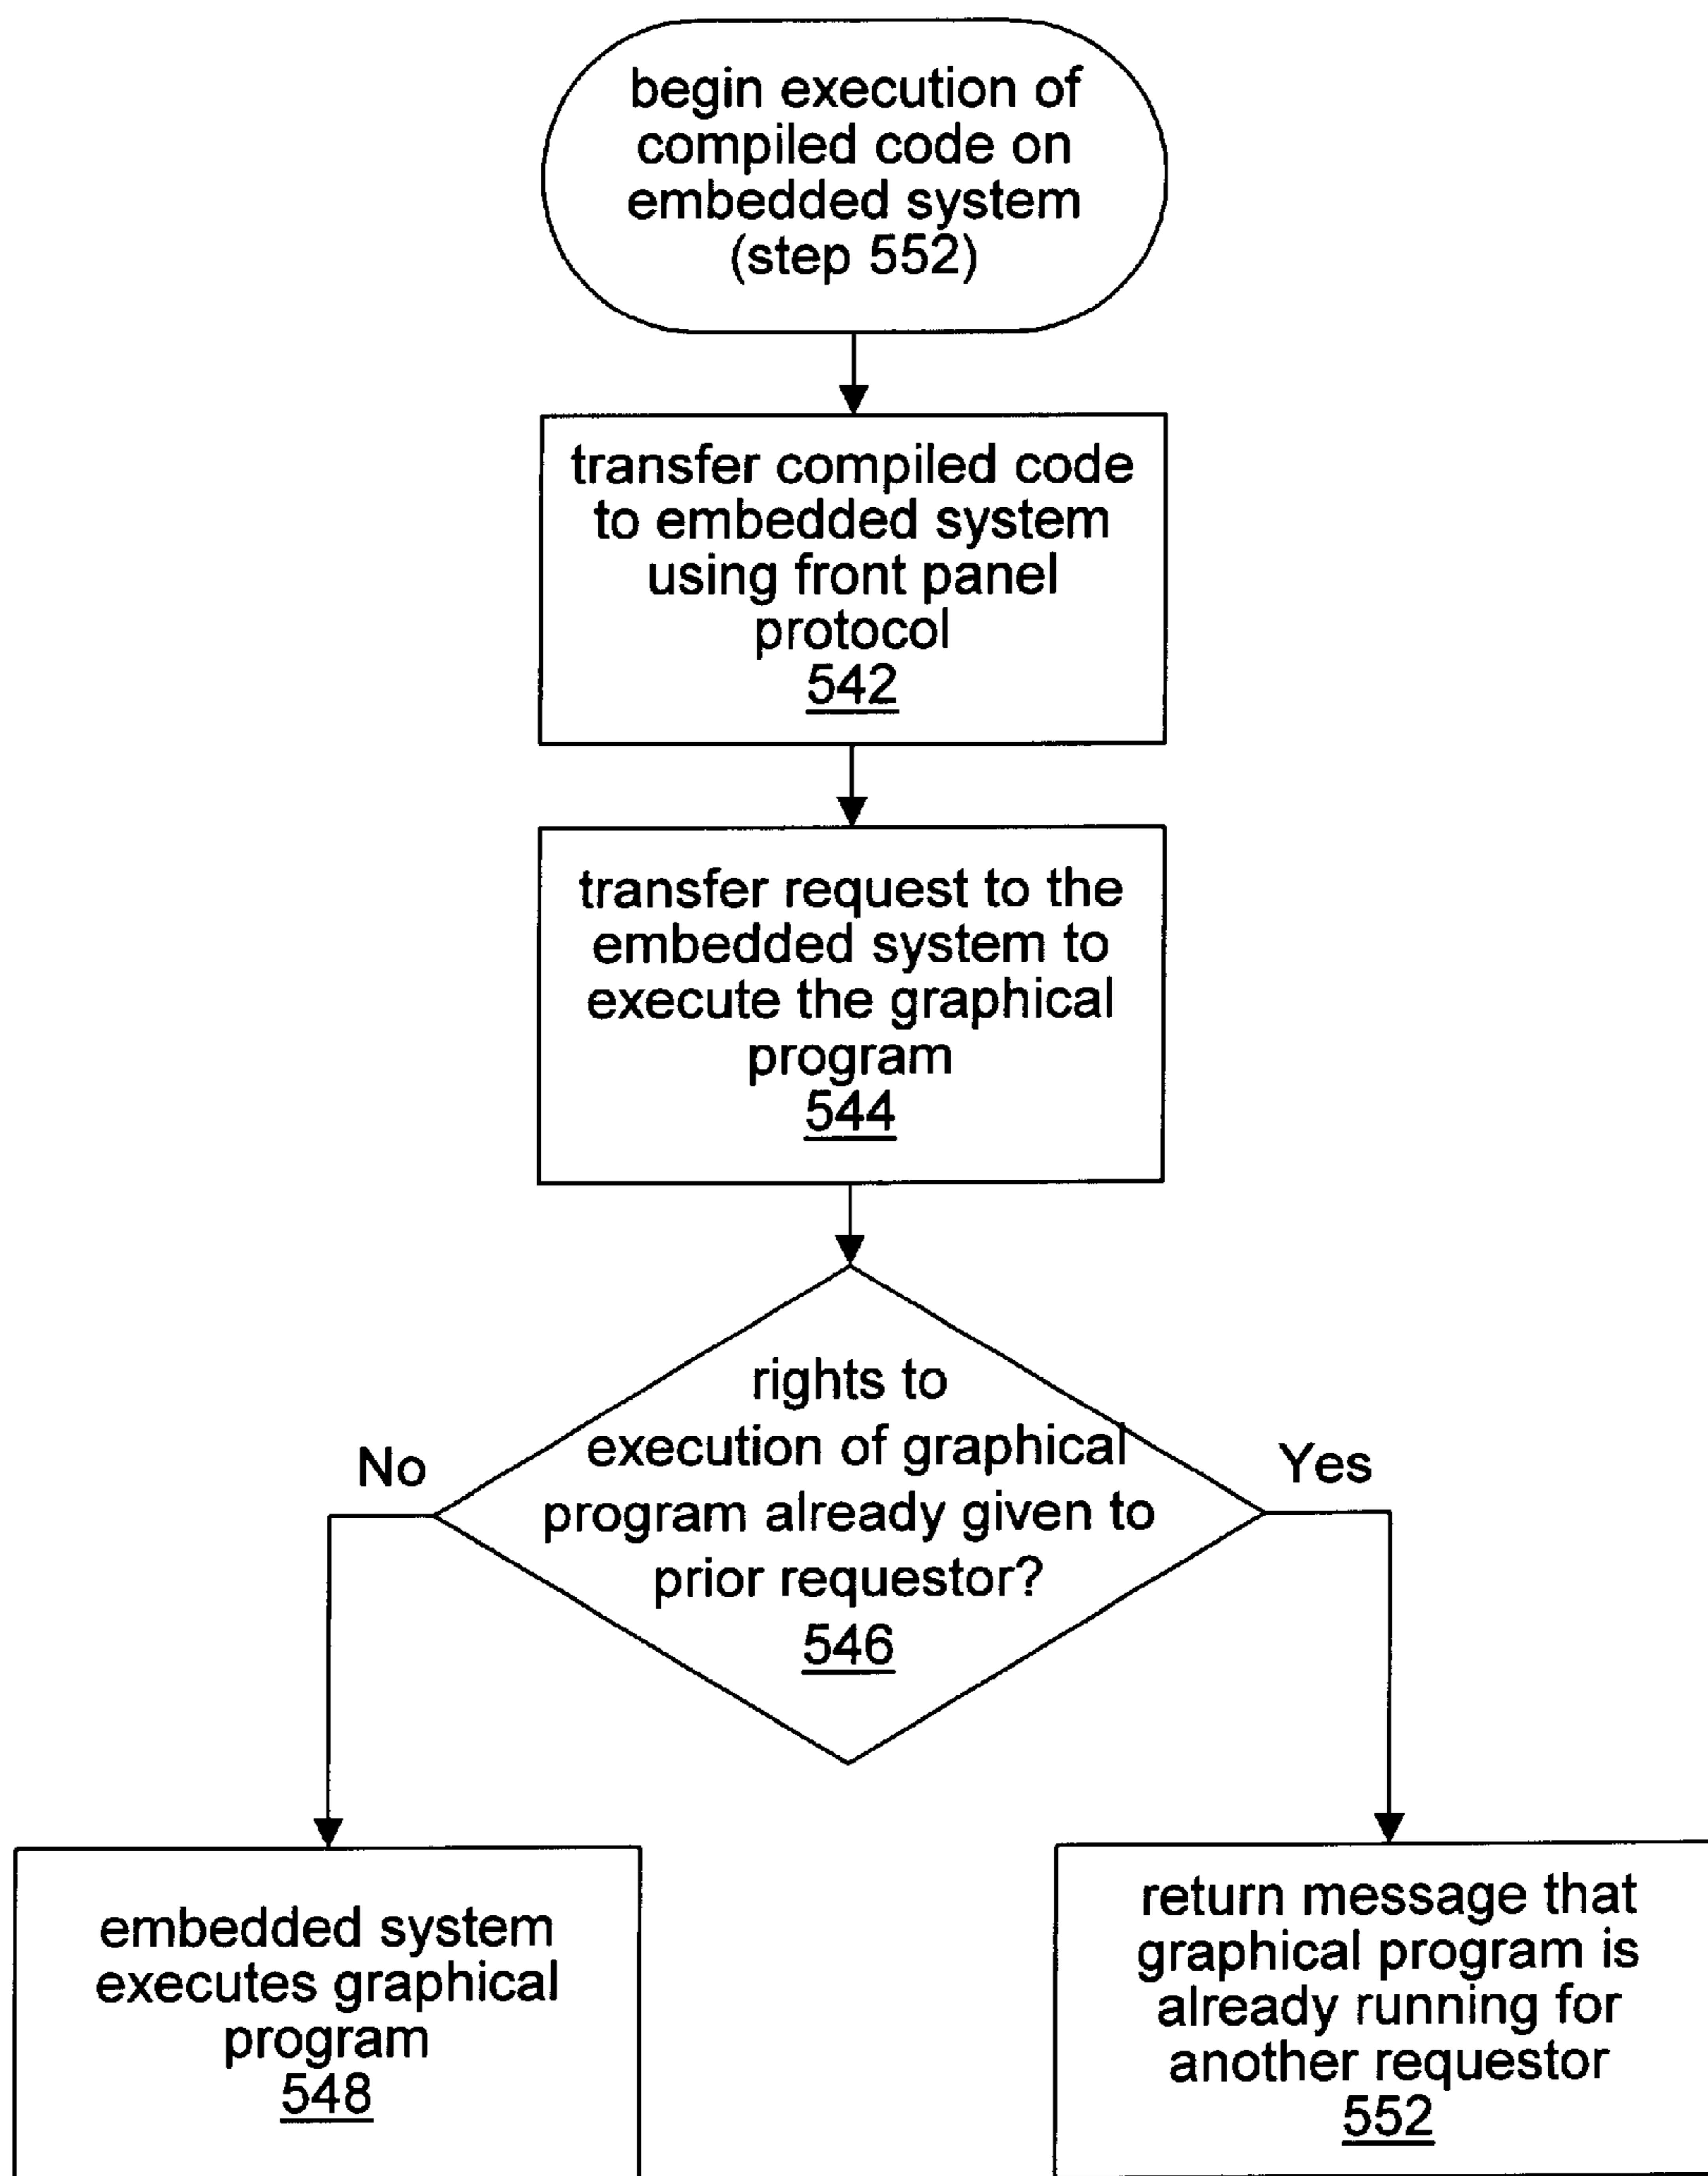 begin execution of
compiled code on
embedded system
(step 552)
transfer compiled code
to embedded system
using front panel
protocol
542
transfer request to the
embedded system to
execute the graphical
program
544
rights to
execution of graphical
program already given to
prior requestor?
546
No
Yes
embedded system
executes graphical
program
548
return message that
graphical program is
already running for
another requestor
552